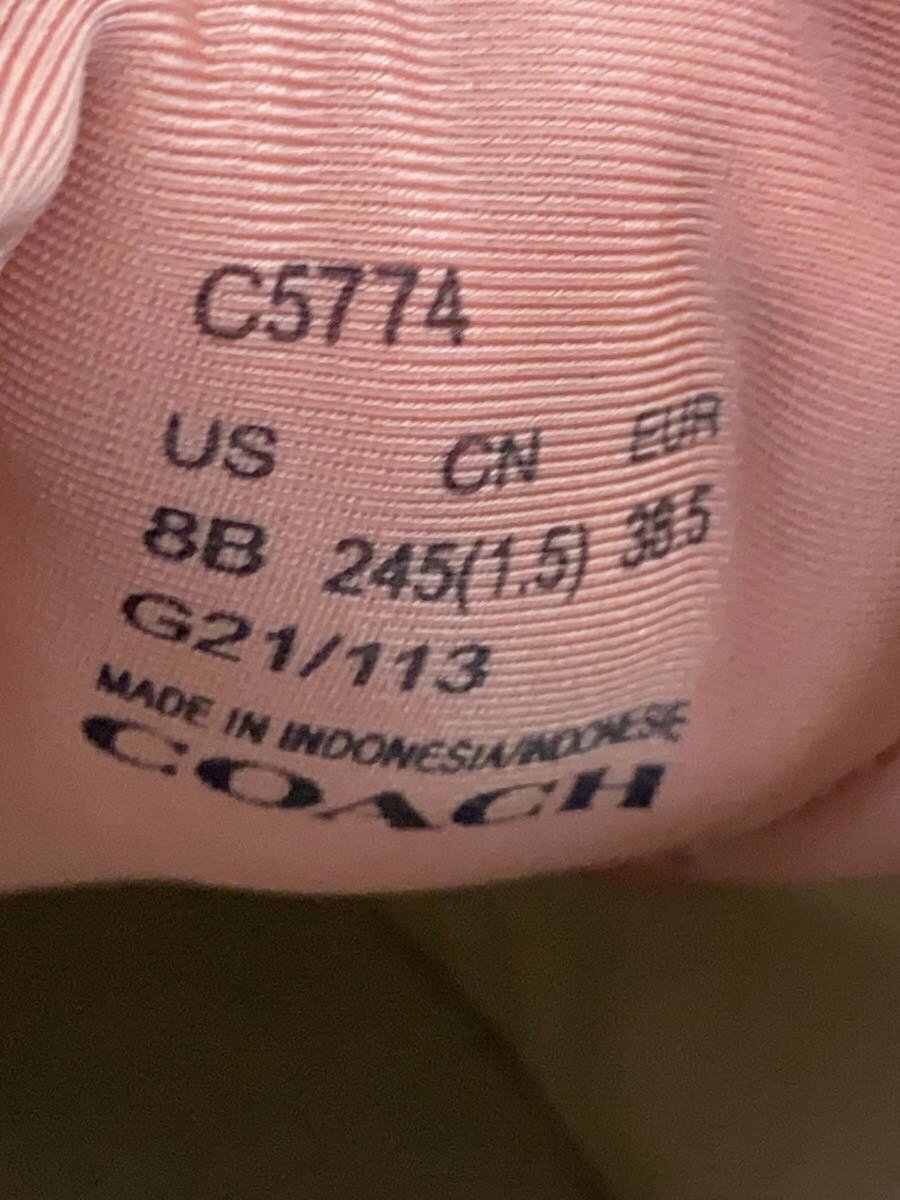 C5774
US CN EUR
8B 245(1.5) 38.5
G21/113
MADE IN INDONESIA/INDONESIE
COACH